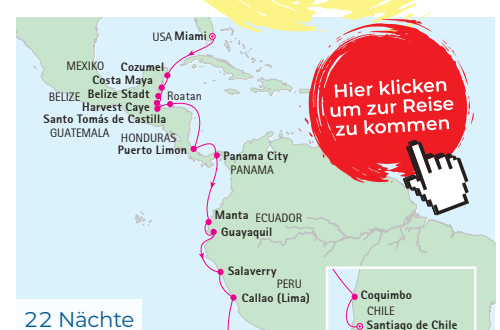 USA Miami
MEXIKO Cozumel
Costa Maya
BELIZE Belize Stadt Roatan
Harvest Caye
Santo Tomás de Castilla
GUATEMALA
HONDURAS
Puerto Limon
Panama City
PANAMA
Hier klicken
um zur Reise
zu kommen
Manta ECUADOR
Guayaquil
Salaverry
PERU
Callao (Lima)
Coquimbo
CHILE
Santiago de Chile
22 Nächte